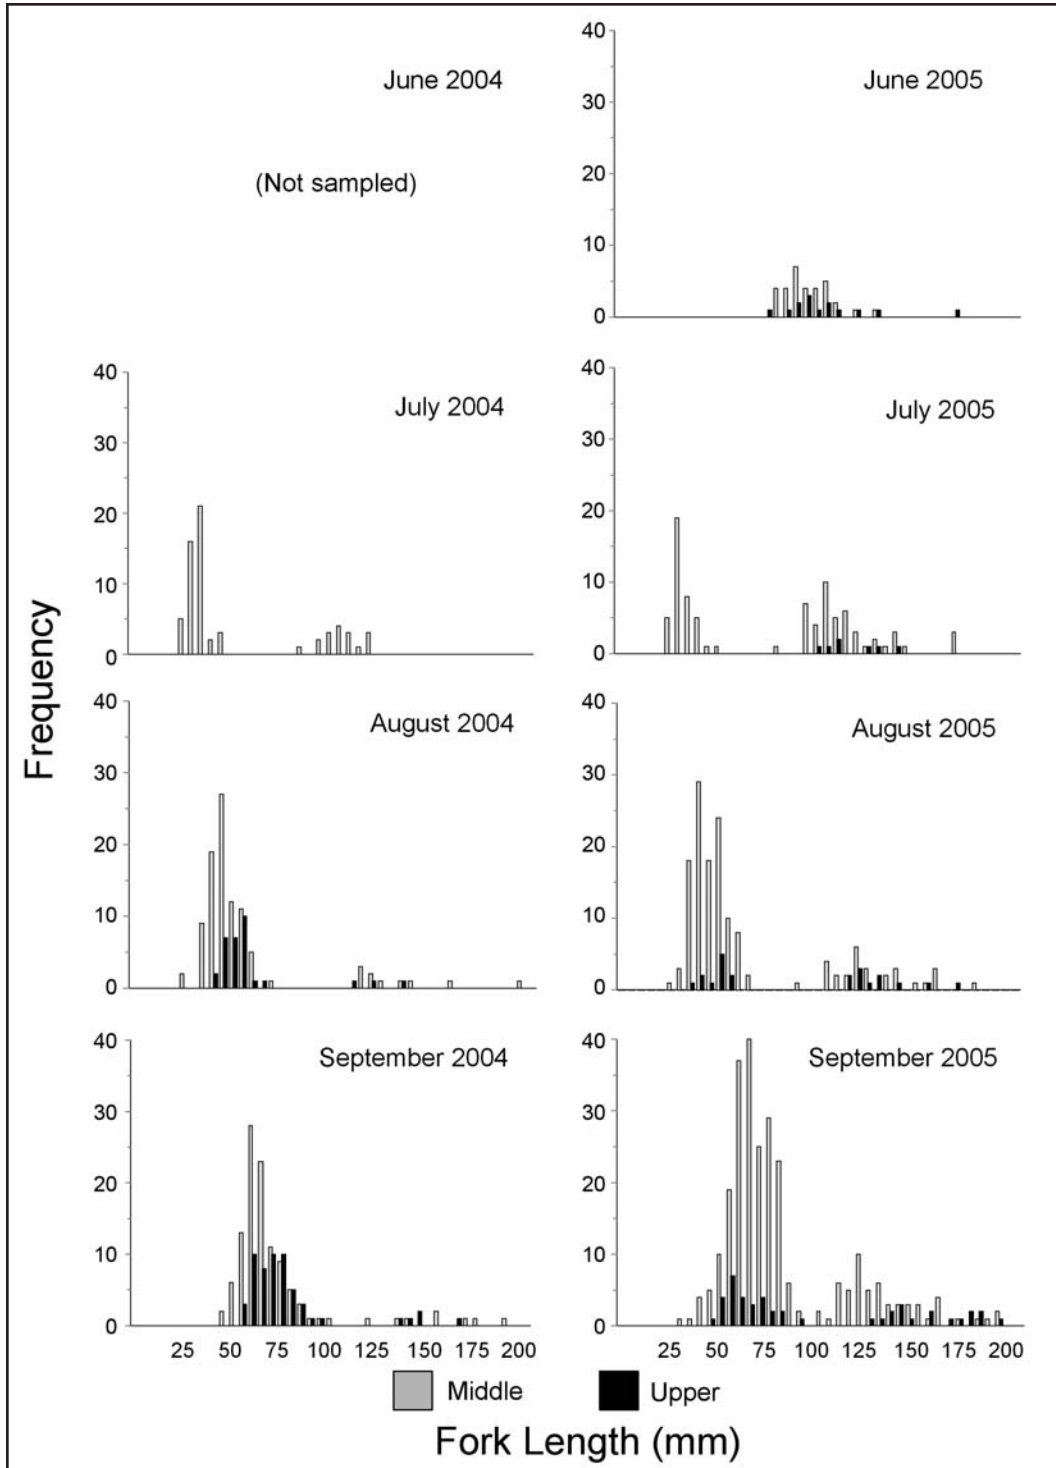 June 2004
(Not sampled)
40
30
20
10
0
June 2005
40
30
20
10
0
July 2004
40
30
20
10
0
July 2005
Frequency
40
30
20
10
0
August 2004
40
30
20
10
0
August 2005
40
30
20
10
0
September 2004
25 50 75 100 125 150 175 200
40
30
20
10
0
September 2005
25 50 75 100 125 150 175 200
Middle
Upper
Fork Length (mm)